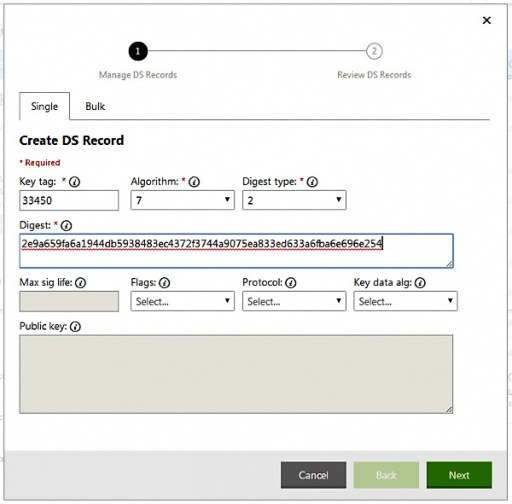 1
2
Manage DS Records
Review DS Records
Single
Bulk
Create DS Record
* Required
Key tag: *
Algorithm: *
Digest type: *
33450
7
2
Digest: *
2e9a659fa6a1944db5938483ec4372f3744a9075ea833ed633a6fba6e696e254
Max sig life:
Flags:
Protocol:
Key data alg:
Select...
Select...
Select...
Public key:
Cancel
Back
Next